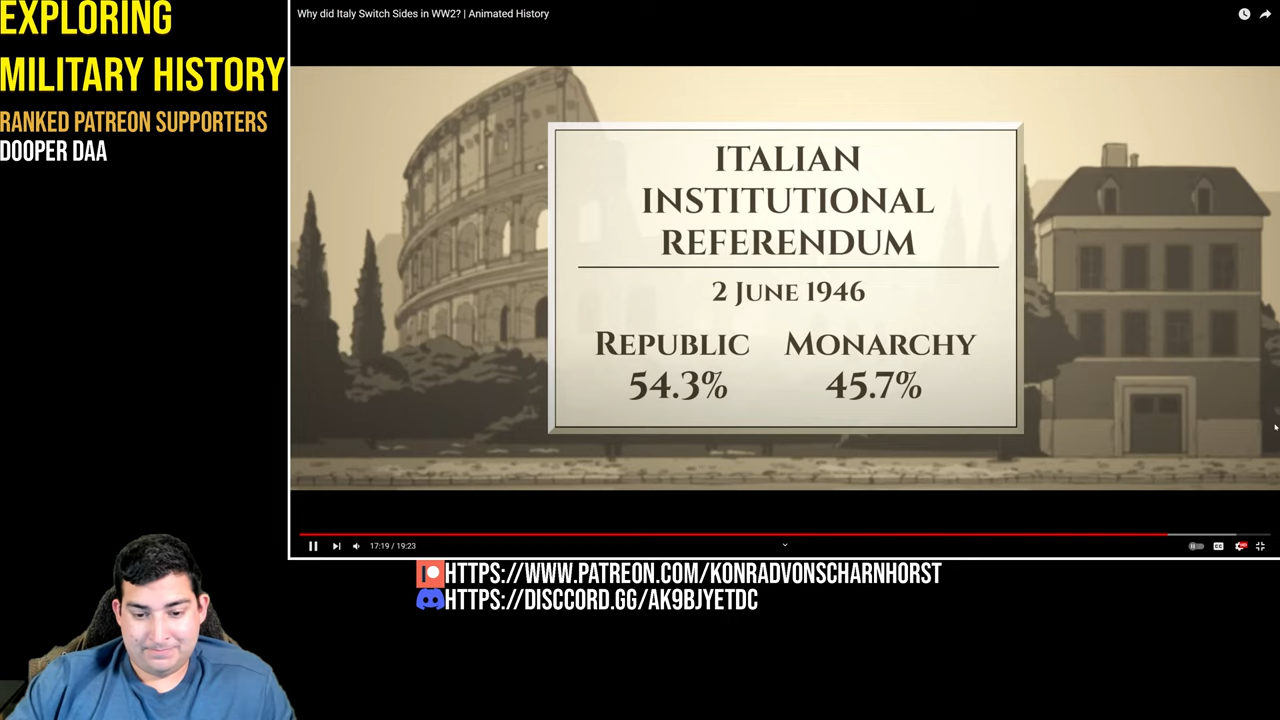 EXPLORING
MILITARY HISTORY
RANKED PATREON SUPPORTERS
DOOPER DAA
Why did Italy Switch Sides in WW2? | Animated History
ITALIAN
INSTITUTIONAL
REFERENDUM
2 JUNE 1946
REPUBLIC MONARCHY
54.3% 45.7%
17:19 / 19:23
HTTPS://WWW.PATREON.COM/KONRADVONSCHARNHORST
HTTPS://DISCCORD.GG/AK9BJYETDC